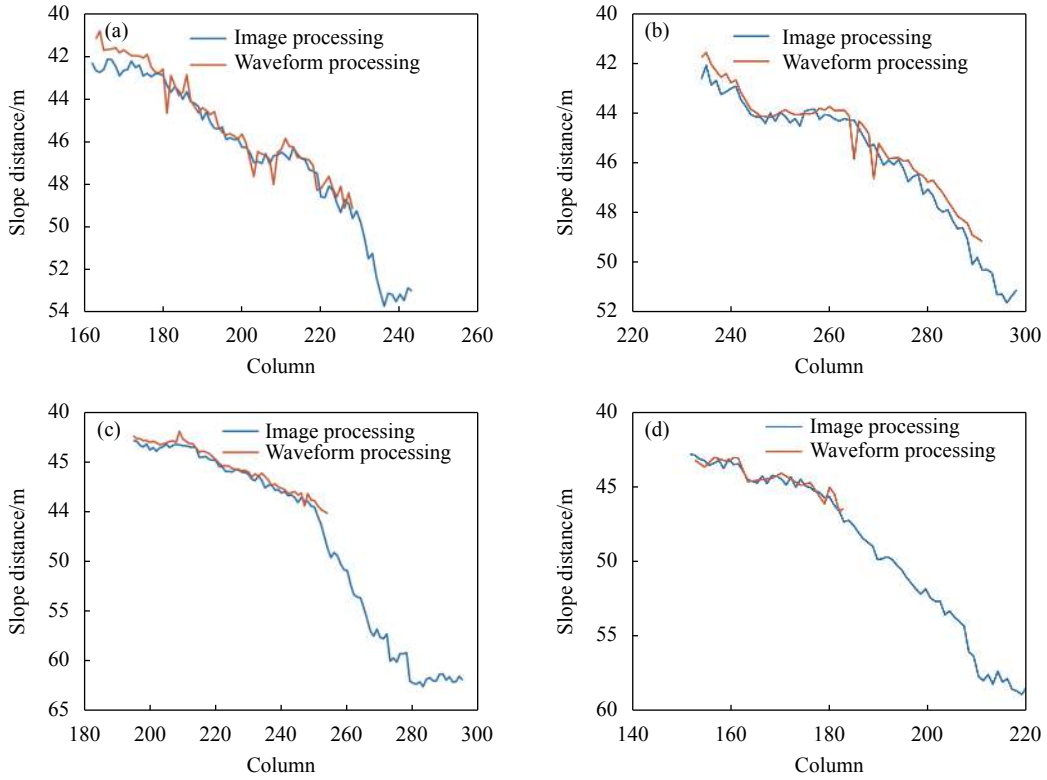 (a)
Image processing
Waveform processing
Slope distance/m
40
42
44
46
48
49
53
54
160
180
200
220
240
260
Column
(b)
Image processing
Waveform processing
Slope distance/m
40
42
44
46
48
50
52
220
240
260
280
300
Column
(c)
Image processing
Waveform processing
Slope distance/m
40
45
44
50
55
60
65
180
200
220
240
260
280
300
Column
(d)
Image processing
Waveform processing
Slope distance/m
40
45
50
55
60
140
160
180
200
220
Column